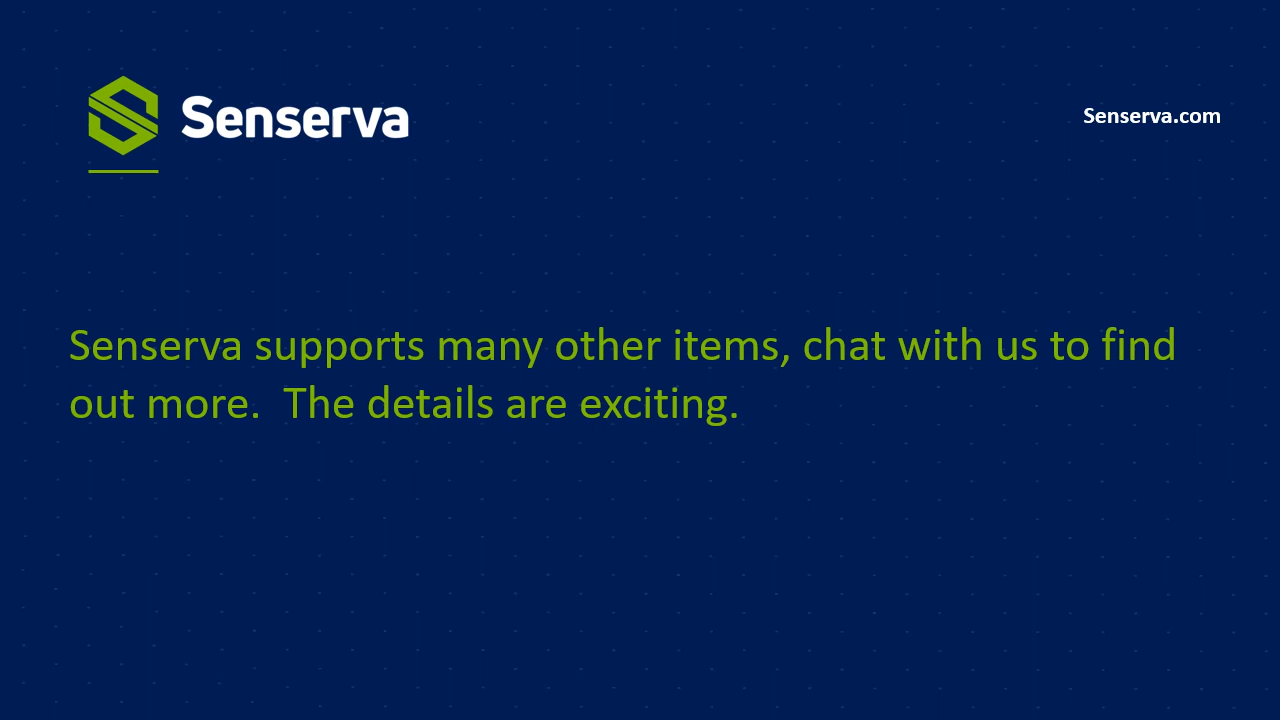 Senserva
Senserva.com
Senserva supports many other items, chat with us to find
out more.  The details are exciting.